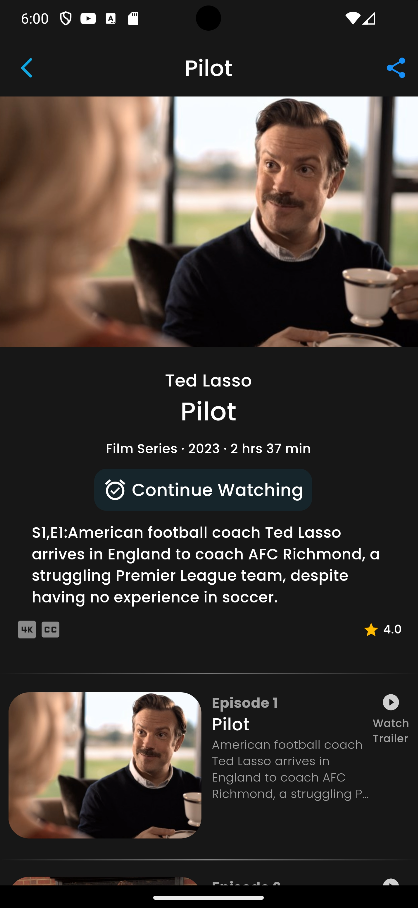 6:00
Pilot
Ted Lasso
Pilot
Film Series · 2023 · 2 hrs 37 min
Continue Watching
S1,E1:American football coach Ted Lasso
arrives in England to coach AFC Richmond, a
struggling Premier League team, despite
having no experience in soccer.
4K CC
4.0
Episode 1
Pilot
American football coach
Ted Lasso arrives in
England to coach AFC
Richmond, a struggling P...
Watch
Trailer